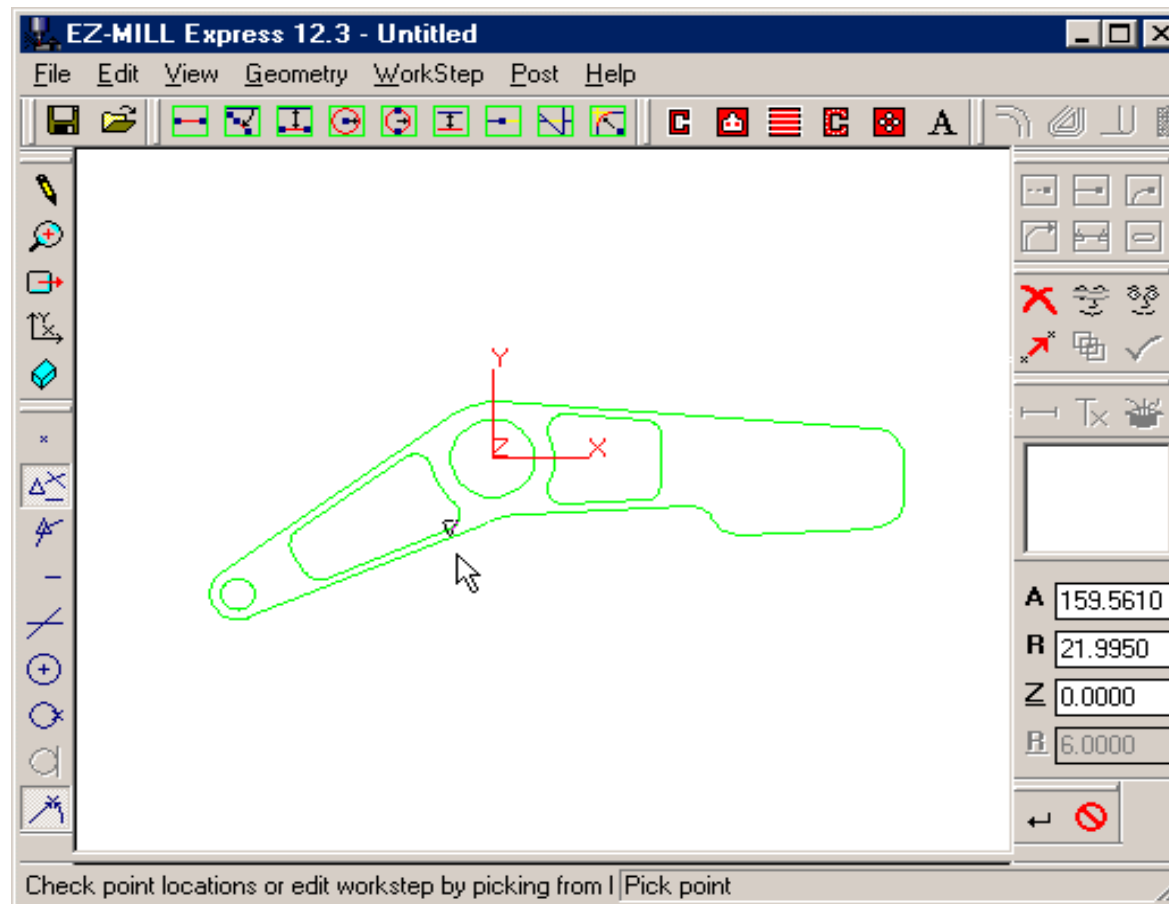 EZ-MILL Express 12.3 - Untitled
File Edit View Geometry WorkStep Post Help
C C A
Y
X
Tx
Y
Z X
A 159.5610
R 21.9950
Z 0.0000
R 6.0000
Check point locations or edit workstep by picking from l Pick point